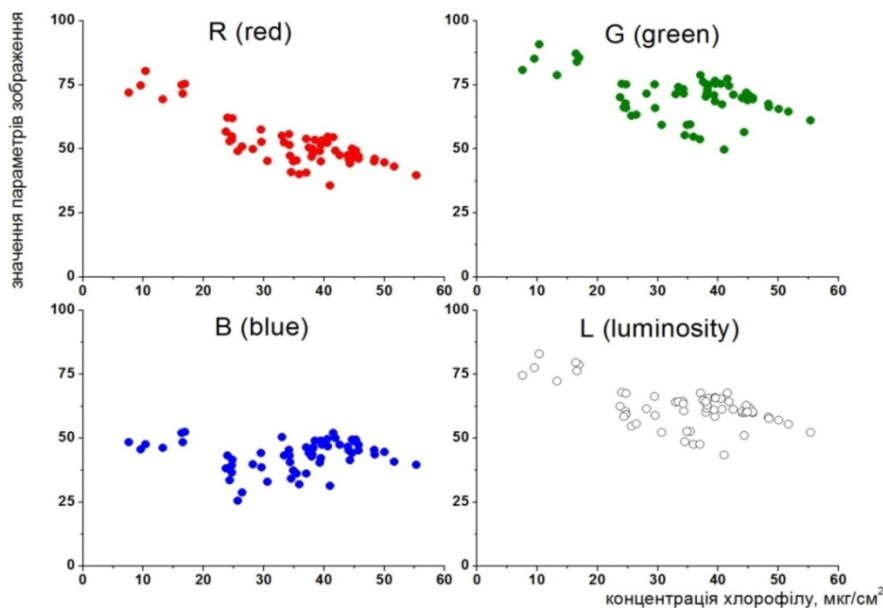 значення параметрів зображення
R (red)
100
75
50
25
0
0 10 20 30 40 50 60
G (green)
100
75
50
25
0
0 10 20 30 40 50 60
B (blue)
100
75
50
25
0
0 10 20 30 40 50 60
L (luminosity)
100
75
50
25
0
0 10 20 30 40 50 60
концентрація хлорофілу, мкг/см²